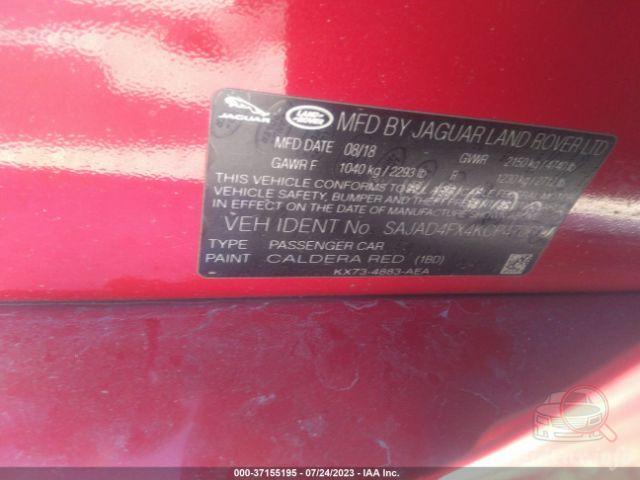 JAGUAR
LAND ROVER
MFD BY JAGUAR LAND ROVER LTD
MFD DATE 08/18 GVWR 2150 kg / 4740 lb
GAWR F 1040 kg / 2293 lb R
THIS VEHICLE CONFORMS TO ALL
VEHICLE SAFETY, BUMPER AND THEFT
IN EFFECT ON THE DATE OF
VEH IDENT No.
TYPE PASSENGER CAR
PAINT CALDERA RED (1BD)
KX73-4883-AEA
000-37155195 - 07/24/2023 - IAA Inc.